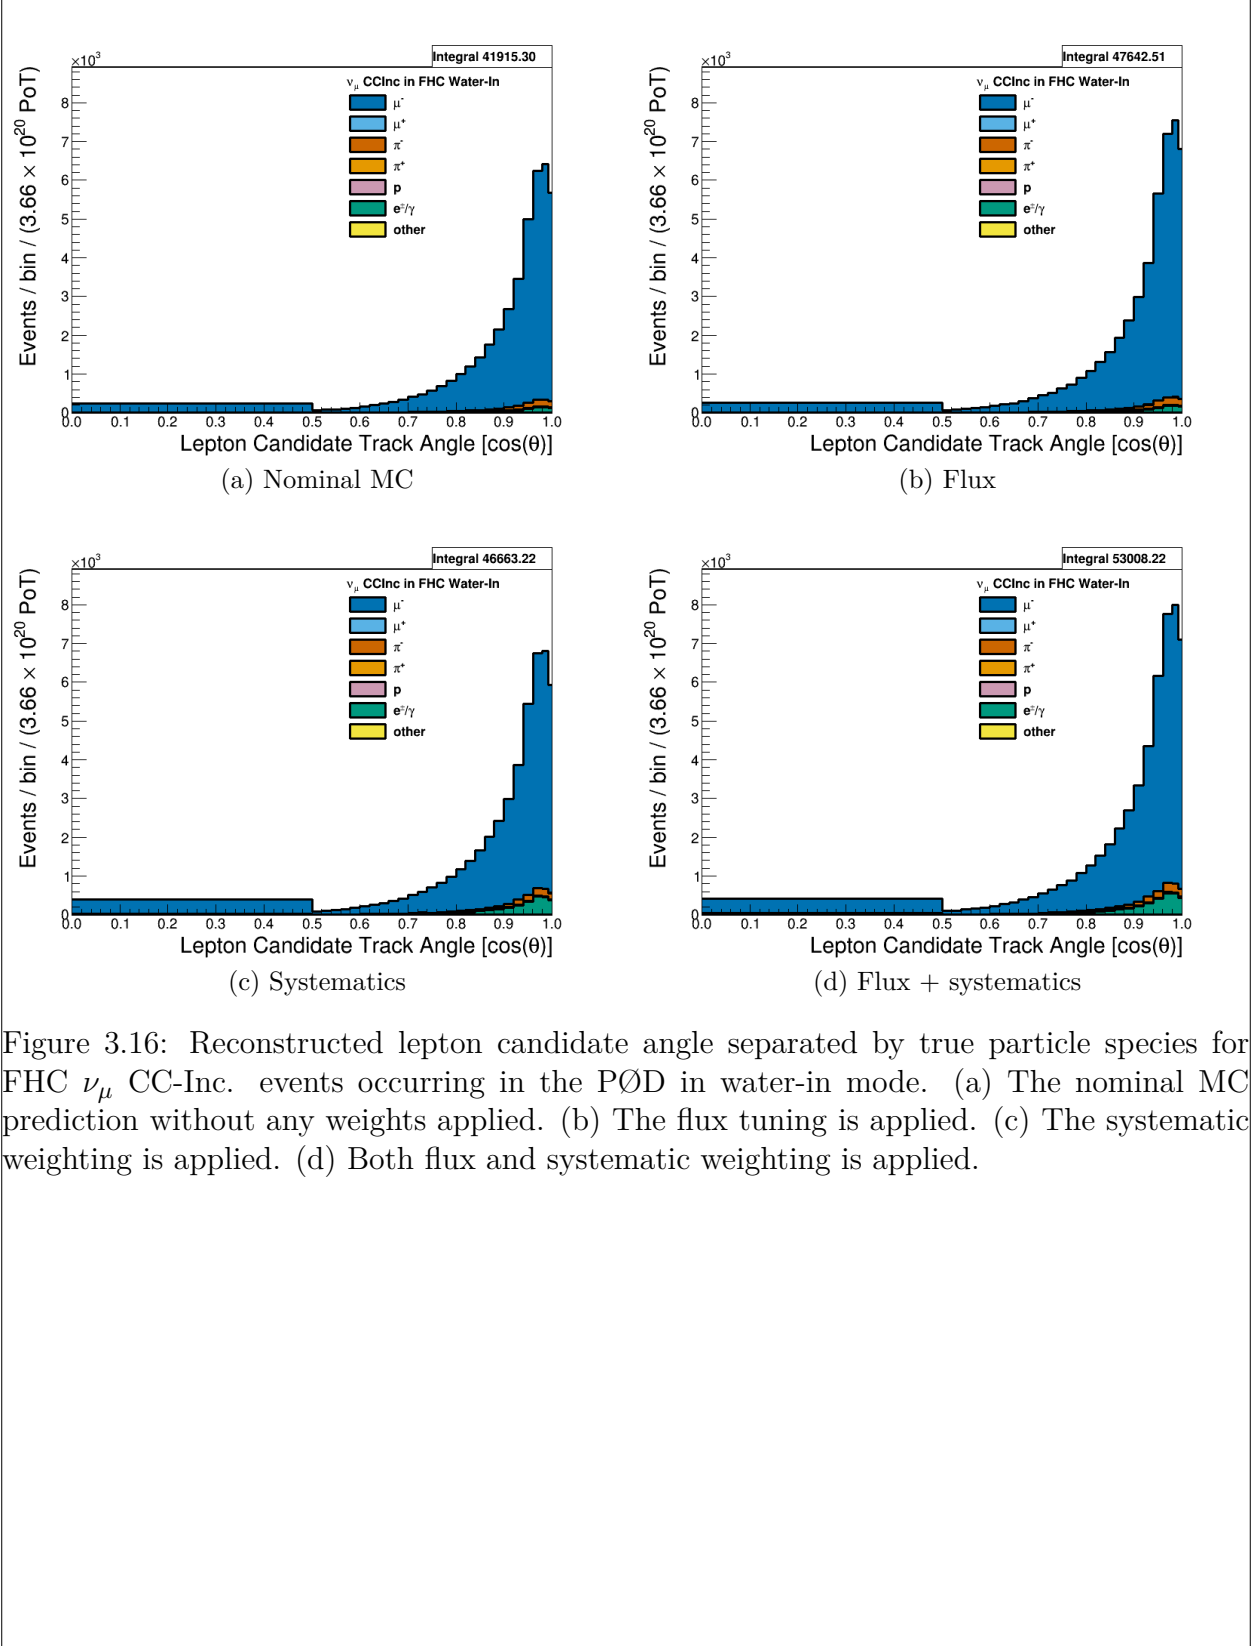 Integral 41915.30
×10³
ν_μ CCInc in FHC Water-In
μ⁻
μ⁺
π⁻
π⁺
p
e±/γ
other
Events / bin / (3.66 × 10²⁰ PoT)
8
7
6
5
4
3
2
1
0
0.0 0.1 0.2 0.3 0.4 0.5 0.6 0.7 0.8 0.9 1.0
Lepton Candidate Track Angle [cos(θ)]
(a) Nominal MC
Integral 47642.51
×10³
ν_μ CCInc in FHC Water-In
μ⁻
μ⁺
π⁻
π⁺
p
e±/γ
other
Events / bin / (3.66 × 10²⁰ PoT)
8
7
6
5
4
3
2
1
0
0.0 0.1 0.2 0.3 0.4 0.5 0.6 0.7 0.8 0.9 1.0
Lepton Candidate Track Angle [cos(θ)]
(b) Flux
Integral 46663.22
×10³
ν_μ CCInc in FHC Water-In
μ⁻
μ⁺
π⁻
π⁺
p
e±/γ
other
Events / bin / (3.66 × 10²⁰ PoT)
8
7
6
5
4
3
2
1
0
0.0 0.1 0.2 0.3 0.4 0.5 0.6 0.7 0.8 0.9 1.0
Lepton Candidate Track Angle [cos(θ)]
(c) Systematics
Integral 53008.22
×10³
ν_μ CCInc in FHC Water-In
μ⁻
μ⁺
π⁻
π⁺
p
e±/γ
other
Events / bin / (3.66 × 10²⁰ PoT)
8
7
6
5
4
3
2
1
0
0.0 0.1 0.2 0.3 0.4 0.5 0.6 0.7 0.8 0.9 1.0
Lepton Candidate Track Angle [cos(θ)]
(d) Flux + systematics
Figure 3.16: Reconstructed lepton candidate angle separated by true particle species for
FHC ν_μ CC-Inc. events occurring in the PØD in water-in mode. (a) The nominal MC
prediction without any weights applied. (b) The flux tuning is applied. (c) The systematic
weighting is applied. (d) Both flux and systematic weighting is applied.